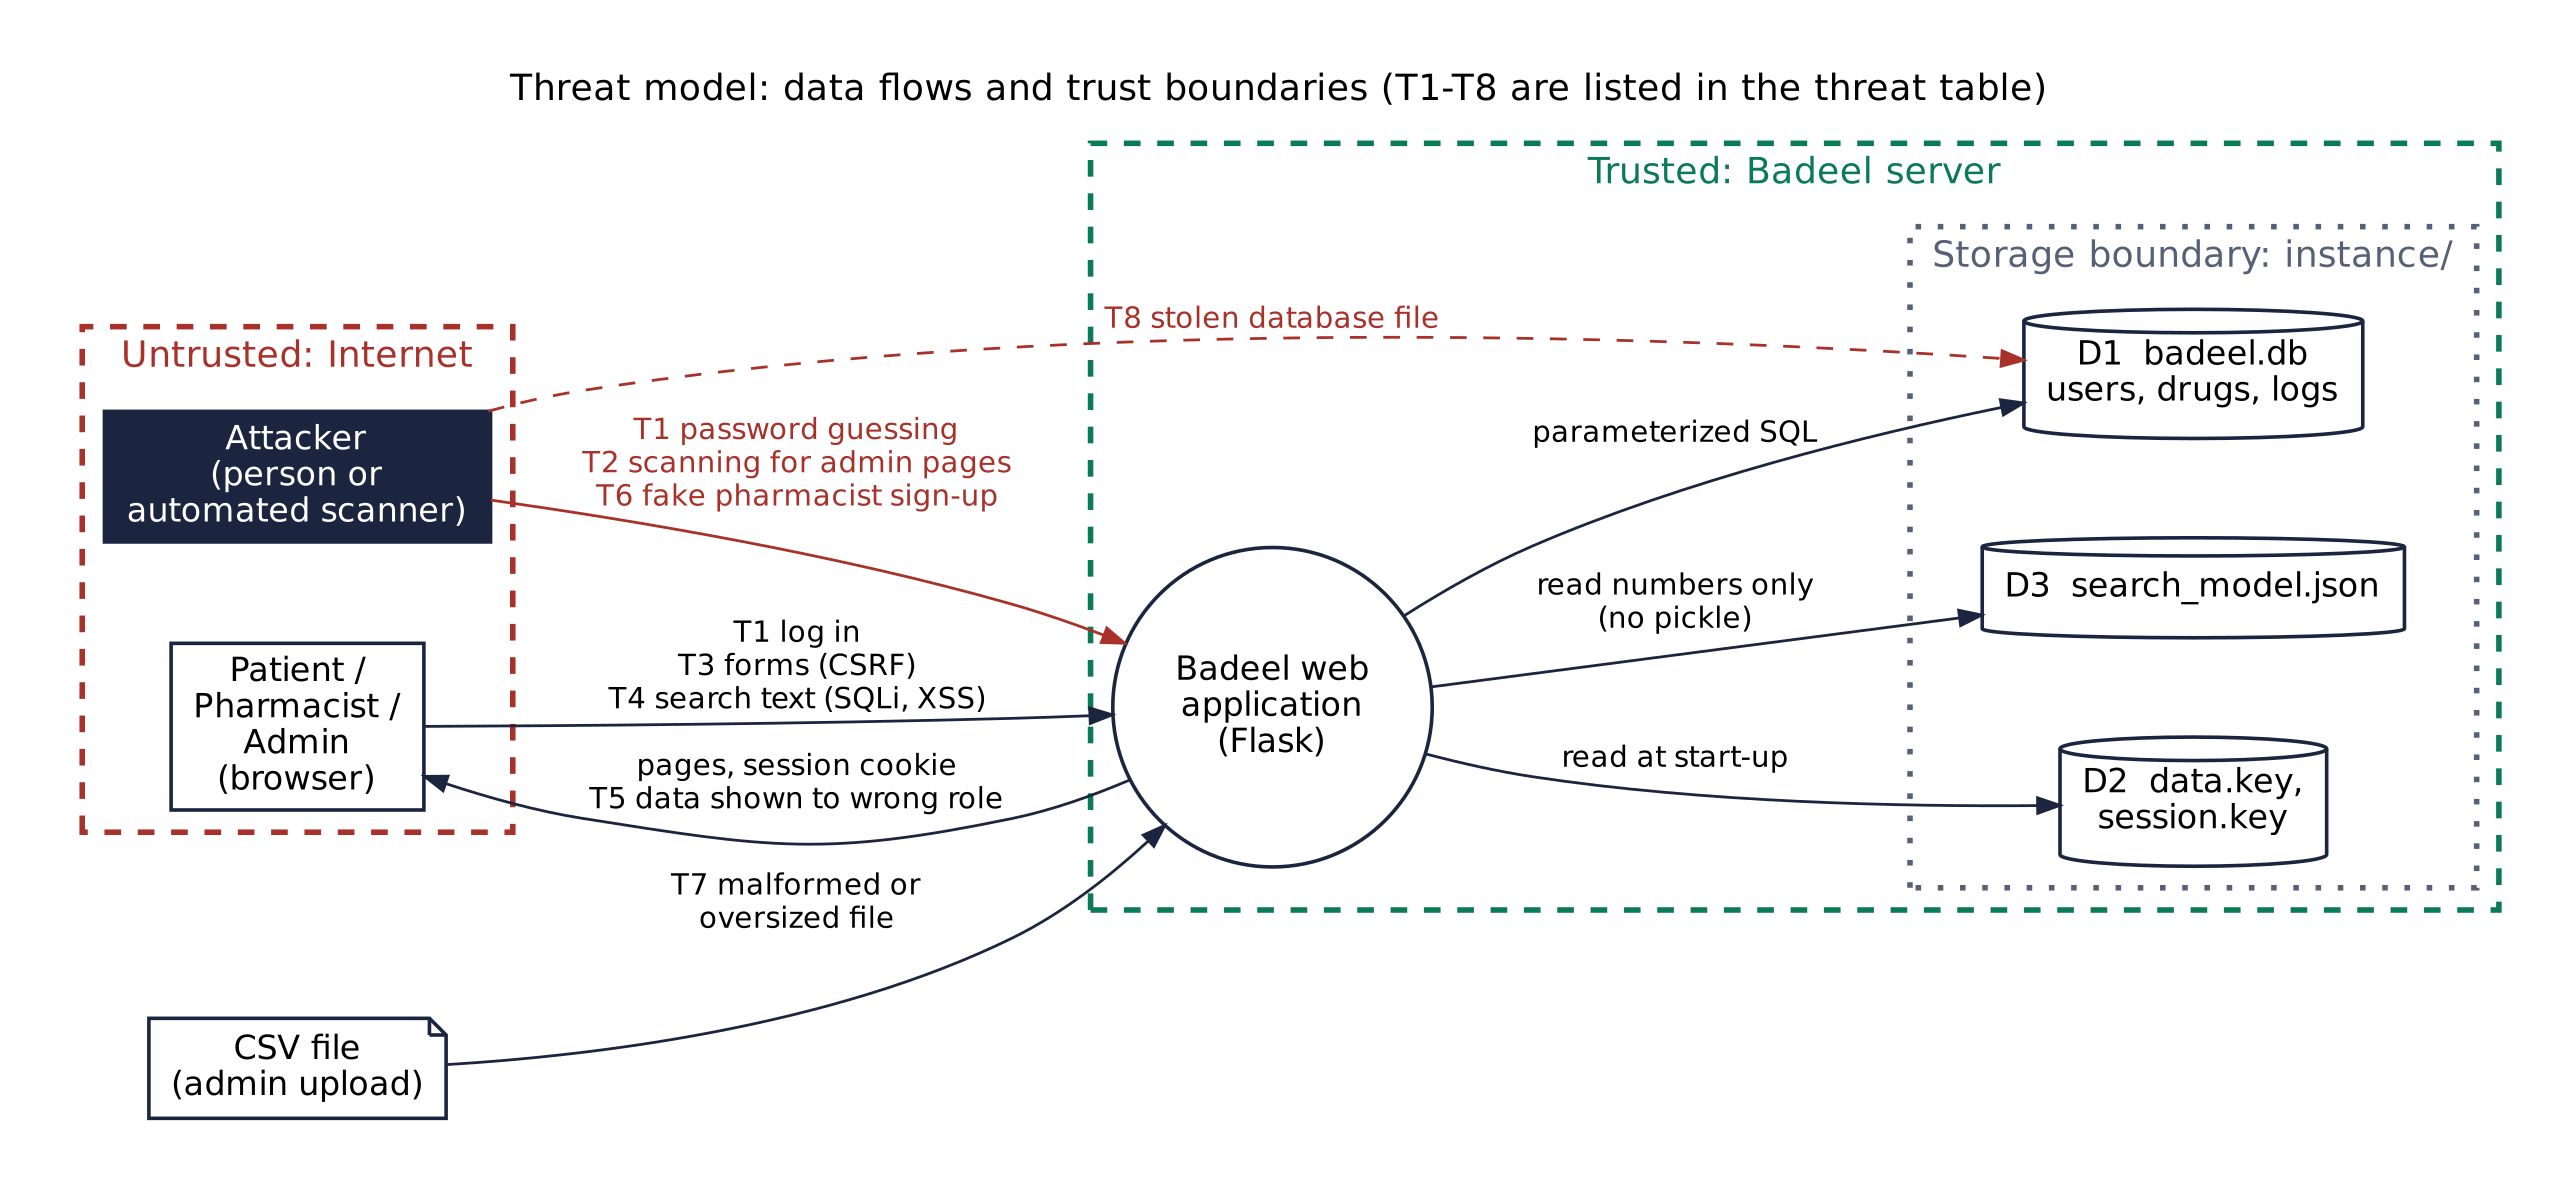 Threat model: data flows and trust boundaries (T1-T8 are listed in the threat table)
Trusted: Badeel server
Storage boundary: instance/
Untrusted: Internet
T8 stolen database file
D1  badeel.db
users, drugs, logs
Attacker
(person or
automated scanner)
T1 password guessing
T2 scanning for admin pages
T6 fake pharmacist sign-up
parameterized SQL
read numbers only
(no pickle)
D3  search_model.json
T1 log in
T3 forms (CSRF)
T4 search text (SQLi, XSS)
Patient /
Pharmacist /
Admin
(browser)
Badeel web
application
(Flask)
pages, session cookie
T5 data shown to wrong role
read at start-up
D2  data.key,
session.key
T7 malformed or
oversized file
CSV file
(admin upload)